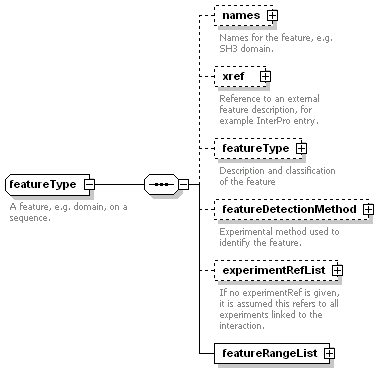 names
Names for the feature, e.g.
SH3 domain.
xref
Reference to an external
feature description, for
example InterPro entry.
featureType
Description and classification
of the feature
featureType
A feature, e.g. domain, on a
sequence.
featureDetectionMethod
Experimental method used to
identify the feature.
experimentRefList
If no experimentRef is given,
it is assumed this refers to all
experiments linked to the
interaction.
featureRangeList